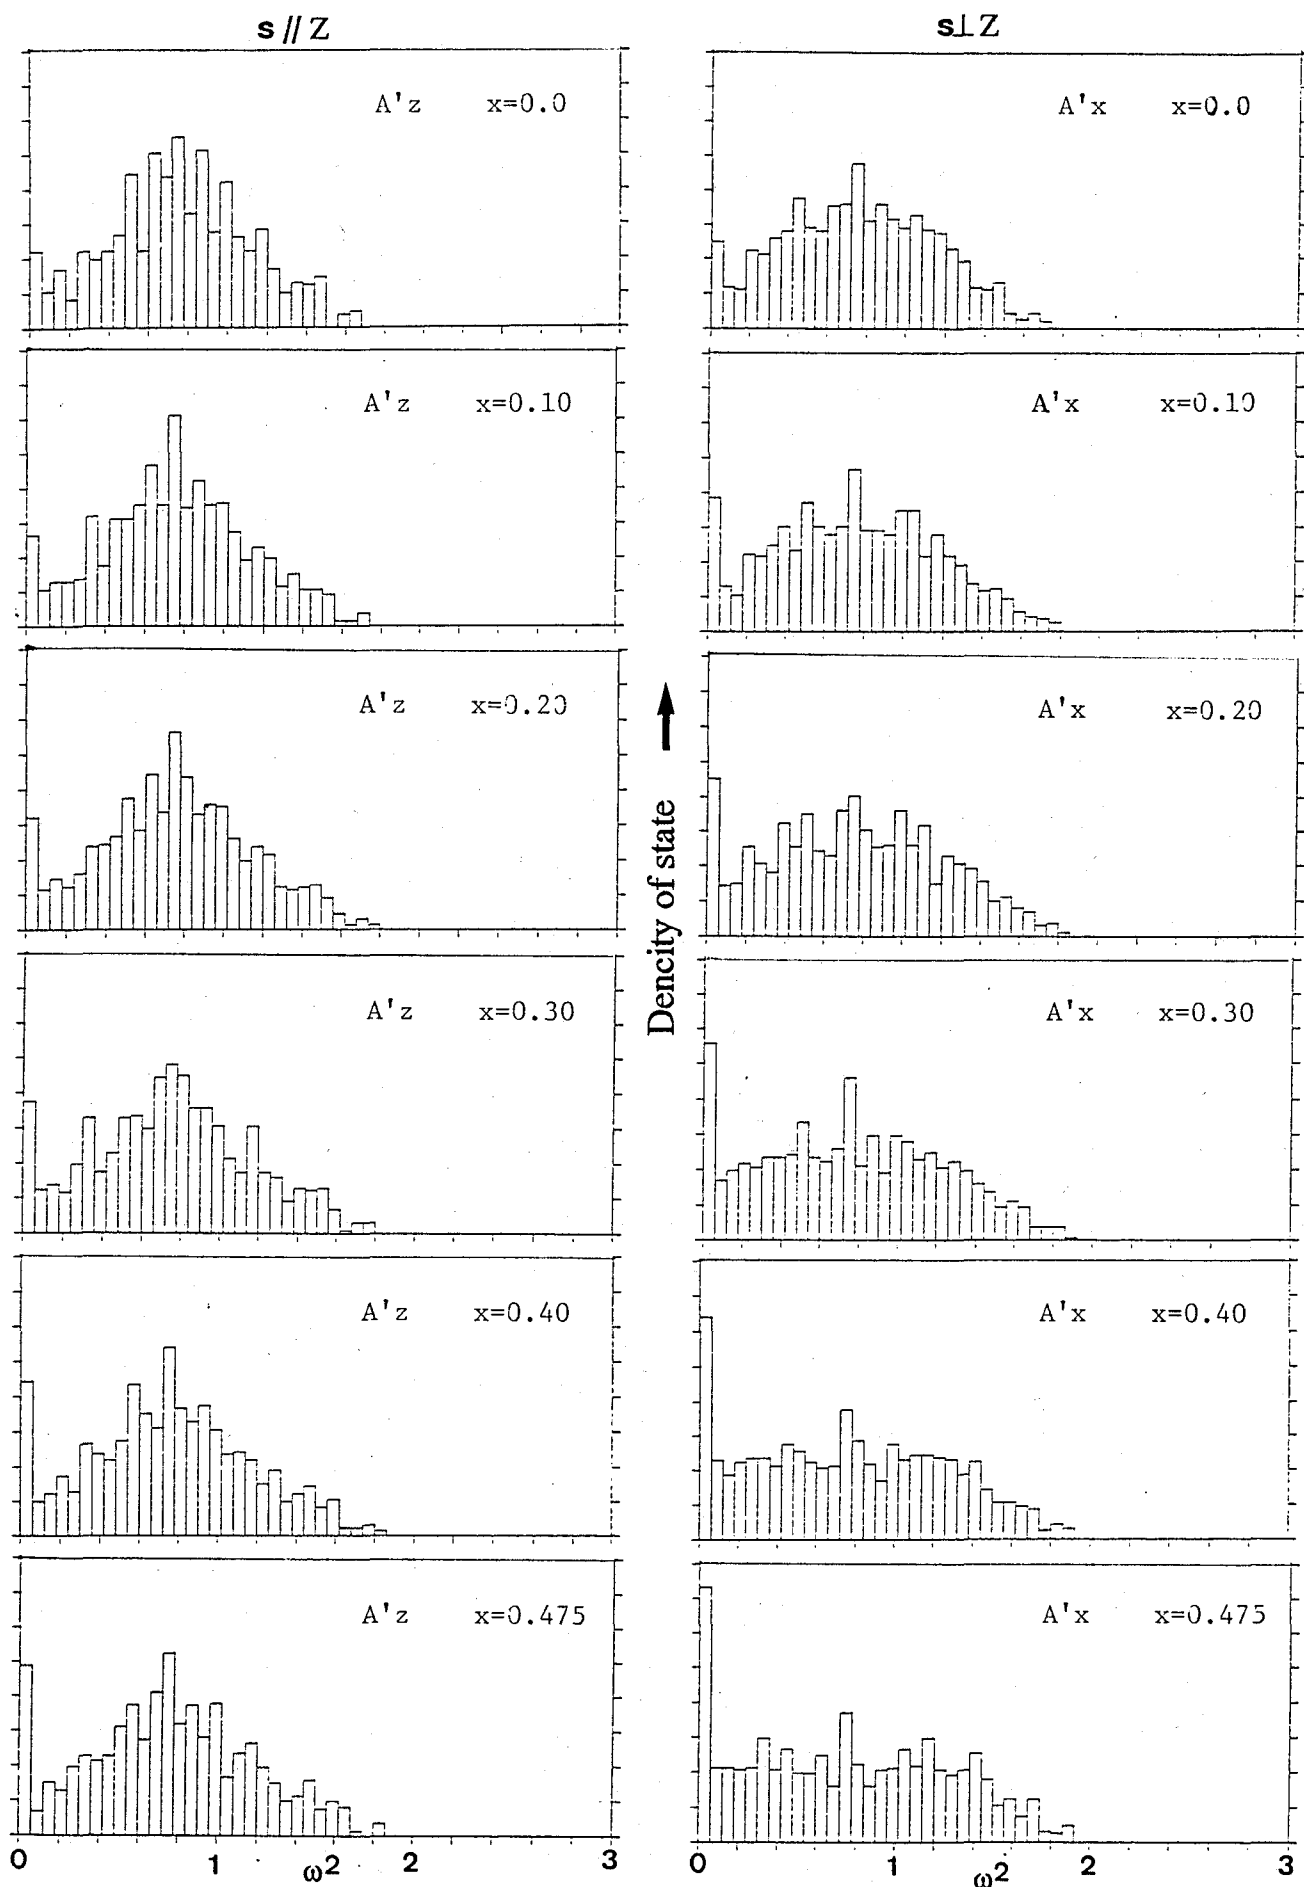 s // Z
s⊥Z
A'z x=0.0
A'x x=0.0
A'z x=0.10
A'x x=0.10
A'z x=0.20
A'x x=0.20
Dencity of state
A'z x=0.30
A'x x=0.30
A'z x=0.40
A'x x=0.40
A'z x=0.475
A'x x=0.475
0 1 ω2 2 3
0 1 ω2 2 3